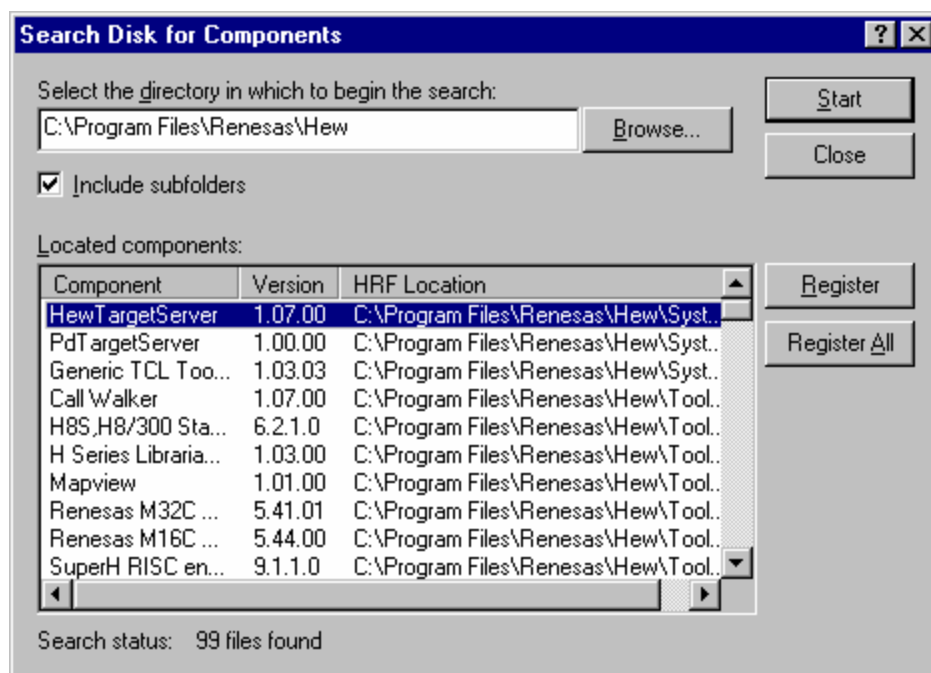 Search Disk for Components
Select the directory in which to begin the search:
Start
C:\Program Files\Renesas\Hew
Browse...
Close
Include subfolders
Located components:
Component Version HRF Location
Register
HewTargetServer 1.07.00 C:\Program Files\Renesas\Hew\Syst..
PdTargetServer 1.00.00 C:\Program Files\Renesas\Hew\Syst..
Register All
Generic TCL Too... 1.03.03 C:\Program Files\Renesas\Hew\Syst..
Call Walker 1.07.00 C:\Program Files\Renesas\Hew\Tool..
H8S,H8/300 Sta... 6.2.1.0 C:\Program Files\Renesas\Hew\Tool..
H Series Libraria... 1.03.00 C:\Program Files\Renesas\Hew\Tool..
Mapview 1.01.00 C:\Program Files\Renesas\Hew\Tool..
Renesas M32C ... 5.41.01 C:\Program Files\Renesas\Hew\Tool..
Renesas M16C ... 5.44.00 C:\Program Files\Renesas\Hew\Tool..
SuperH RISC en... 9.1.1.0 C:\Program Files\Renesas\Hew\Tool..
Search status: 99 files found